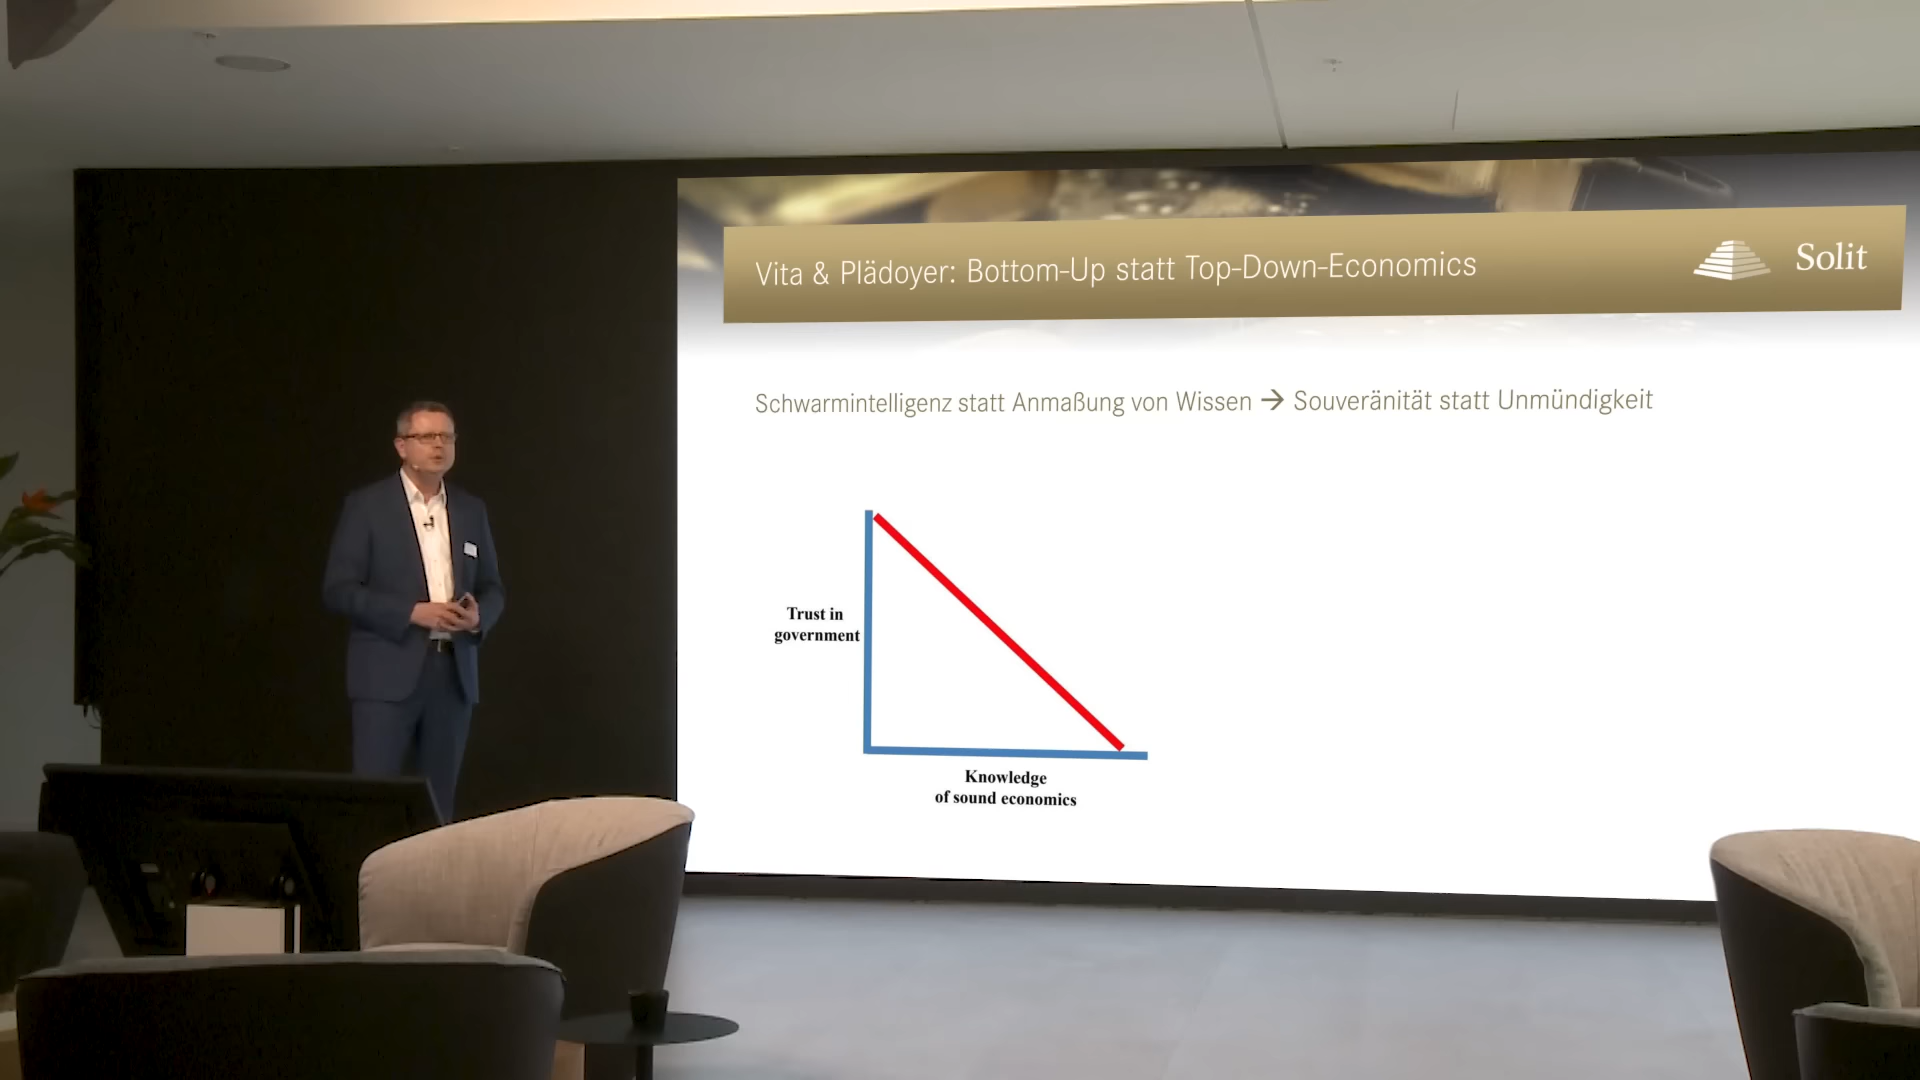 Vita & Plädoyer: Bottom-Up statt Top-Down-Economics
Solit
Schwarmintelligenz statt Anmaßung von Wissen → Souveränität statt Unmündigkeit
Trust in
government
Knowledge
of sound economics